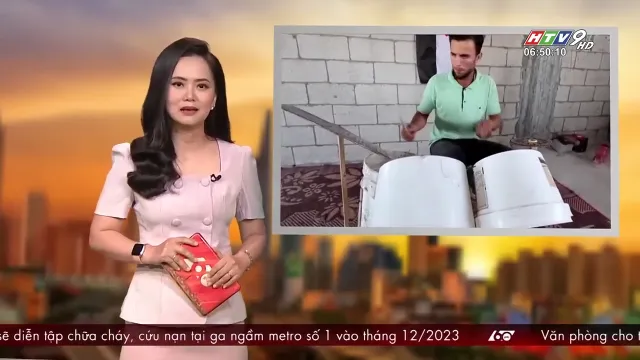 HTV9 HD
06:50:10
sẽ diễn tập chữa cháy, cứu nạn tại ga ngầm metro số 1 vào tháng 12/2023
Văn phòng cho